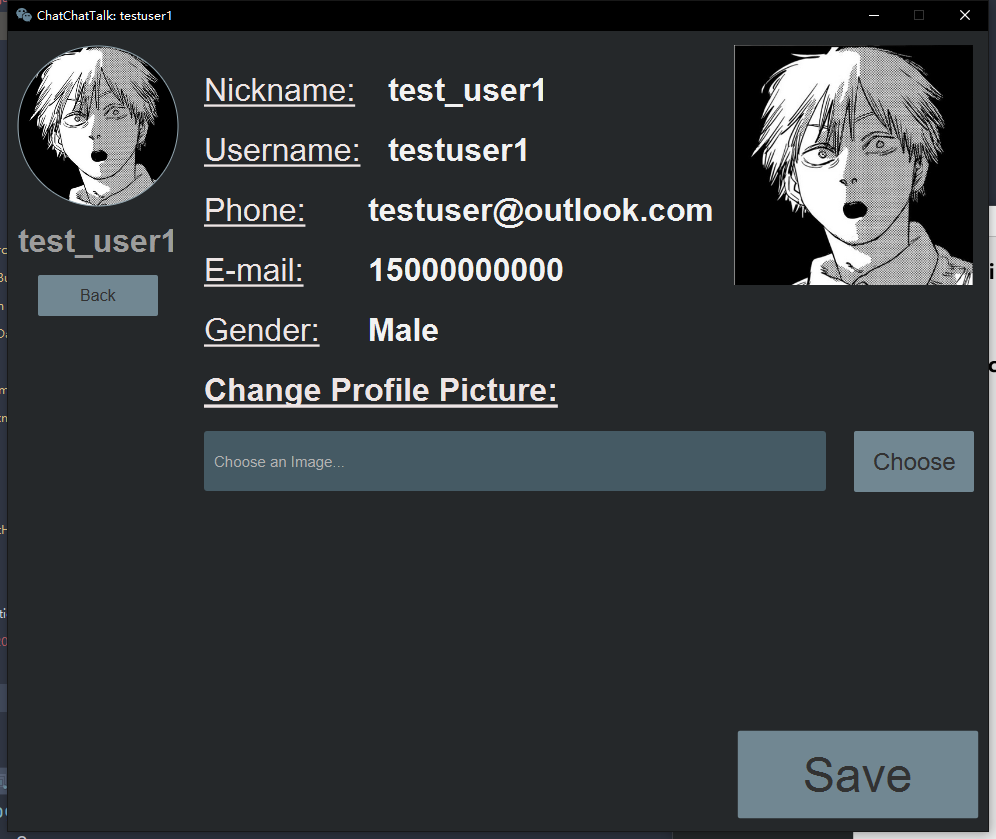 ChatChatTalk: testuser1
Nickname: test_user1
Username: testuser1
Phone: testuser@outlook.com
E-mail: 15000000000
Gender: Male
Change Profile Picture:
Choose an Image...
Choose
test_user1
Back
Save